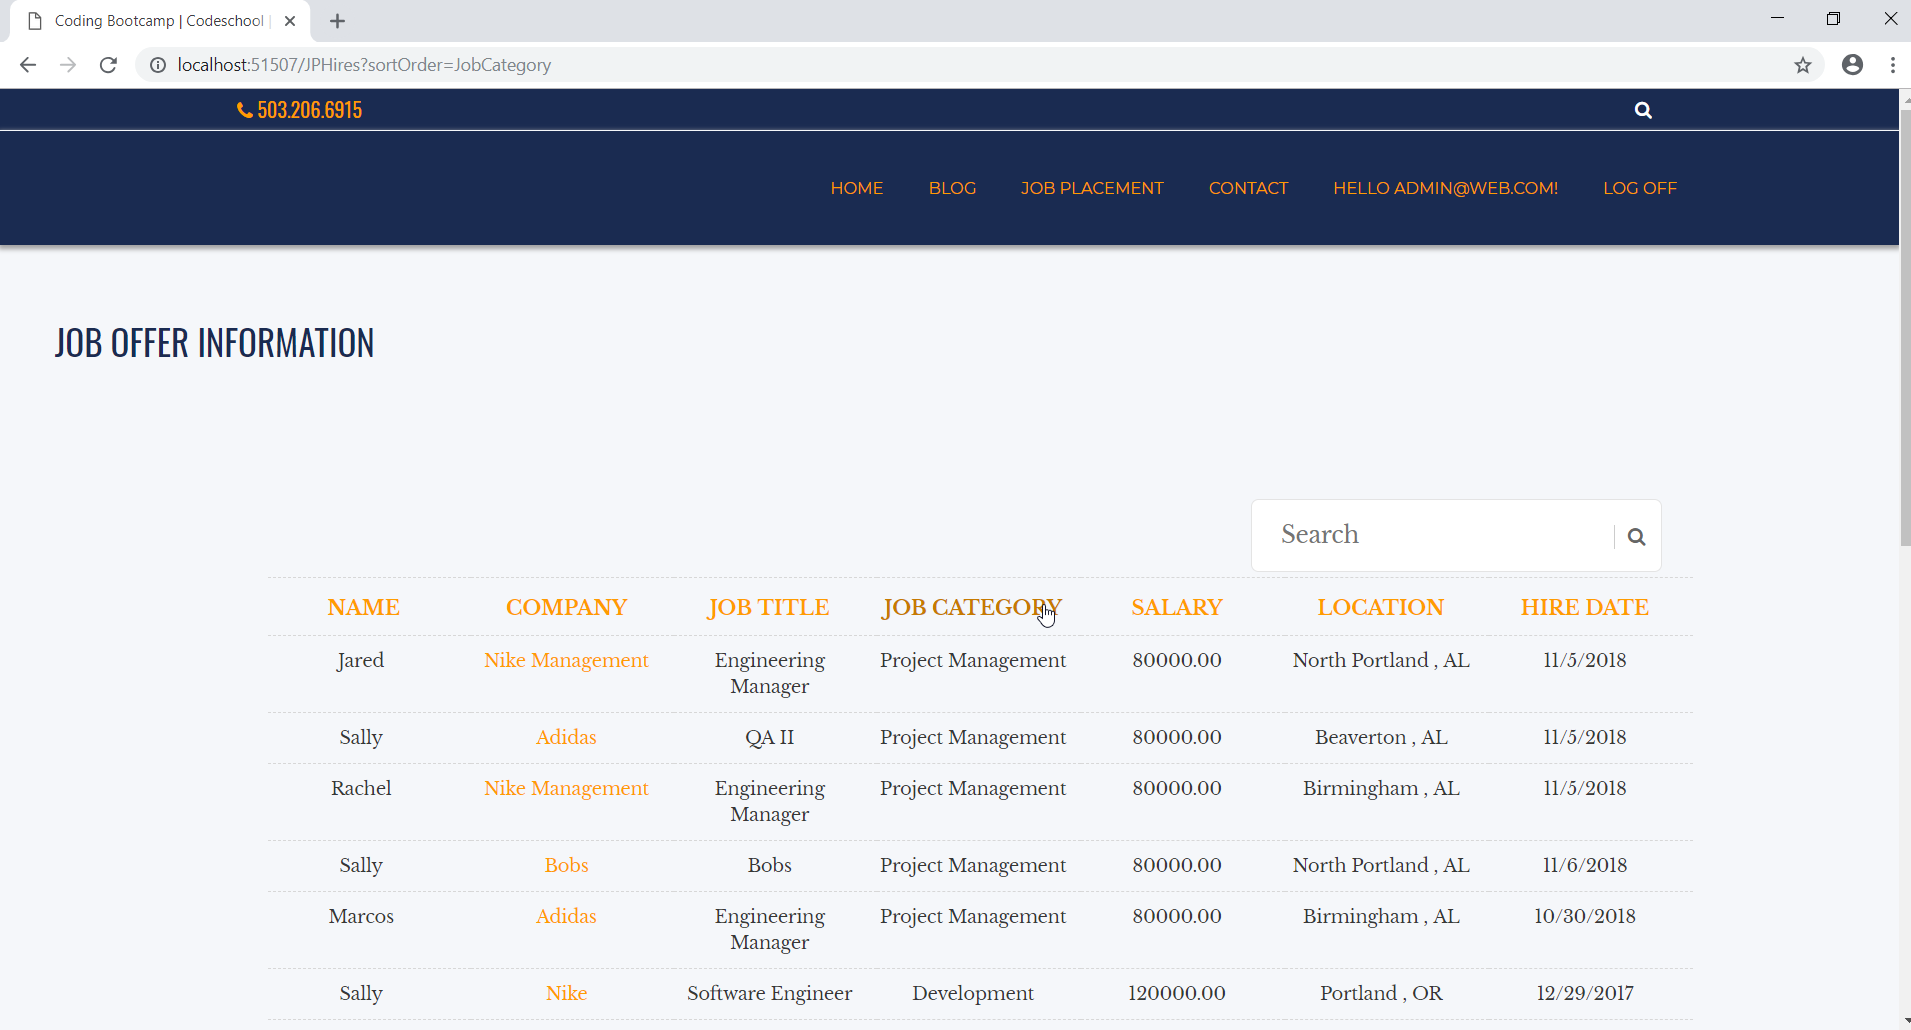 Coding Bootcamp | Codeschool |
localhost:51507/JPHires?sortOrder=JobCategory
503.206.6915
HOME BLOG JOB PLACEMENT CONTACT HELLO ADMIN@WEB.COM! LOG OFF
JOB OFFER INFORMATION
Search
NAME COMPANY JOB TITLE JOB CATEGORY SALARY LOCATION HIRE DATE
Jared Nike Management Engineering Project Management 80000.00 North Portland , AL 11/5/2018
Manager
Sally Adidas QA II Project Management 80000.00 Beaverton , AL 11/5/2018
Rachel Nike Management Engineering Project Management 80000.00 Birmingham , AL 11/5/2018
Manager
Sally Bobs Bobs Project Management 80000.00 North Portland , AL 11/6/2018
Marcos Adidas Engineering Project Management 80000.00 Birmingham , AL 10/30/2018
Manager
Sally Nike Software Engineer Development 120000.00 Portland , OR 12/29/2017